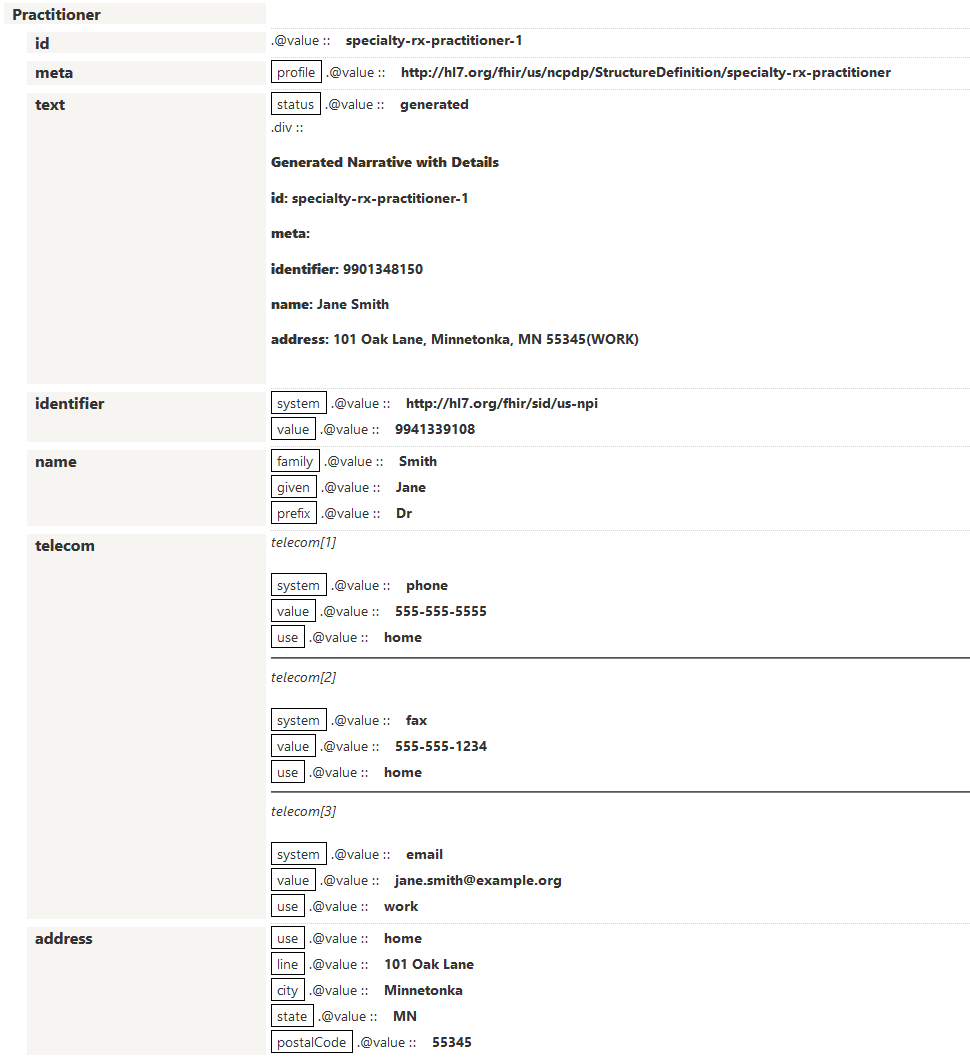 Practitioner
id .@value :: specialty-rx-practitioner-1
meta profile .@value :: http://hl7.org/fhir/us/ncpdp/StructureDefinition/specialty-rx-practitioner
text status .@value :: generated
.div ::
Generated Narrative with Details
id: specialty-rx-practitioner-1
meta:
identifier: 9901348150
name: Jane Smith
address: 101 Oak Lane, Minnetonka, MN 55345(WORK)
identifier system .@value :: http://hl7.org/fhir/sid/us-npi
value .@value :: 9941339108
name family .@value :: Smith
given .@value :: Jane
prefix .@value :: Dr
telecom telecom[1]
system .@value :: phone
value .@value :: 555-555-5555
use .@value :: home
telecom[2]
system .@value :: fax
value .@value :: 555-555-1234
use .@value :: home
telecom[3]
system .@value :: email
value .@value :: jane.smith@example.org
use .@value :: work
address use .@value :: home
line .@value :: 101 Oak Lane
city .@value :: Minnetonka
state .@value :: MN
postalCode .@value :: 55345